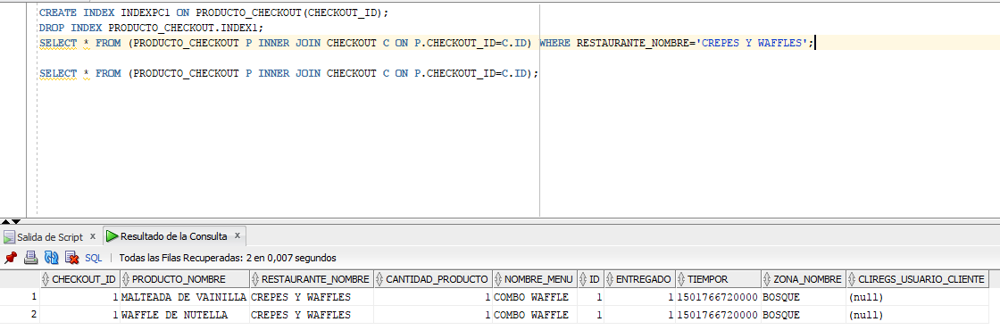 CREATE INDEX INDEXPC1 ON PRODUCTO_CHECKOUT(CHECKOUT_ID);
DROP INDEX PRODUCTO_CHECKOUT.INDEX1;
SELECT * FROM (PRODUCTO_CHECKOUT P INNER JOIN CHECKOUT C ON P.CHECKOUT_ID=C.ID) WHERE RESTAURANTE_NOMBRE='CREPES Y WAFFLES';
SELECT * FROM (PRODUCTO_CHECKOUT P INNER JOIN CHECKOUT C ON P.CHECKOUT_ID=C.ID);
Salida de Script x Resultado de la Consulta x
SQL | Todas las Filas Recuperadas: 2 en 0,007 segundos
CHECKOUT_ID PRODUCTO_NOMBRE RESTAURANTE_NOMBRE CANTIDAD_PRODUCTO NOMBRE_MENU ID ENTREGADO TIEMPOR ZONA_NOMBRE CLIREGS_USUARIO_CLIENTE
1 1 MALTEADA DE VAINILLA CREPES Y WAFFLES 1 COMBO WAFFLE 1 1 1501766720000 BOSQUE (null)
2 1 WAFFLE DE NUTELLA CREPES Y WAFFLES 1 COMBO WAFFLE 1 1 1501766720000 BOSQUE (null)